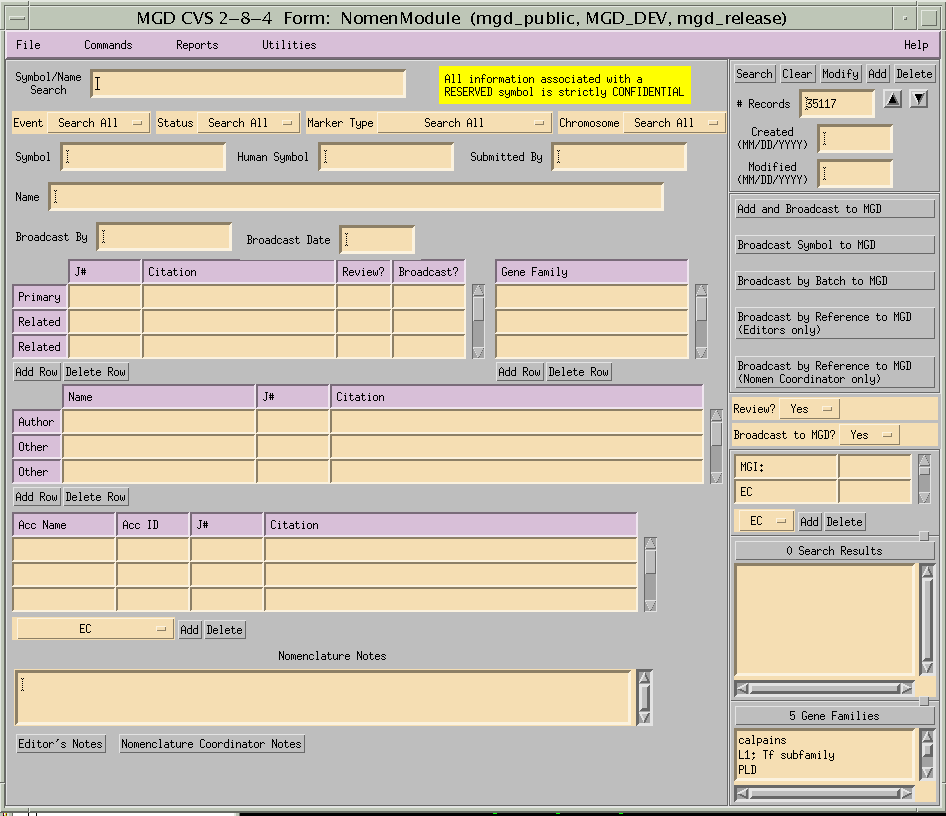 MGD CVS 2-8-4 Form: NomenModule (mgd_public, MGD_DEV, mgd_release)
File Commands Reports Utilities Help
Symbol/Name
Search
All information associated with a
RESERVED symbol is strictly CONFIDENTIAL
Event Search All Status Search All Marker Type Search All Chromosome Search All
Symbol Human Symbol Submitted By
Name
Broadcast By Broadcast Date
J# Citation Review? Broadcast?
Primary
Related
Related
Add Row Delete Row
Gene Family
Add Row Delete Row
Name J# Citation
Author
Other
Other
Add Row Delete Row
Acc Name Acc ID J# Citation
EC Add Delete
Nomenclature Notes
Editor's Notes Nomenclature Coordinator Notes
Search Clear Modify Add Delete
# Records 35117
Created
(MM/DD/YYYY)
Modified
(MM/DD/YYYY)
Add and Broadcast to MGD
Broadcast Symbol to MGD
Broadcast by Batch to MGD
Broadcast by Reference to MGD
(Editors only)
Broadcast by Reference to MGD
(Nomen Coordinator only)
Review? Yes
Broadcast to MGD? Yes
MGI:
EC
EC Add Delete
0 Search Results
5 Gene Families
calpains
L1; Tf subfamily
PLD